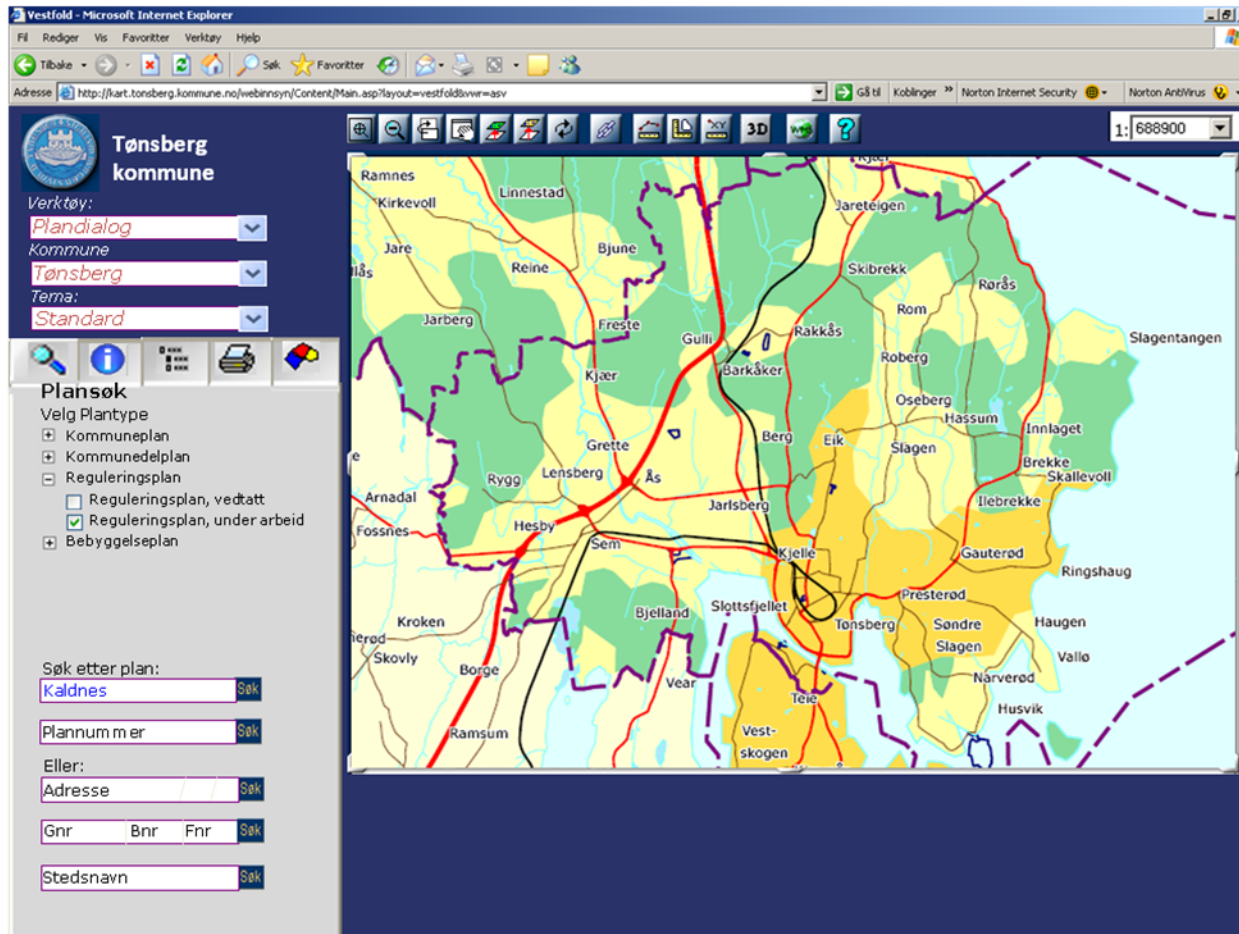 Vestfold - Microsoft Internet Explorer
Fil Rediger Vis Favoritter Verktøy Hjelp
Tilbake Søk Favoritter
Adresse http://kart.tonsberg.kommune.no/webinnsyn/Content/Main.asp?layout=vestfold&vwr=asv Gå til Koblinger » Norton Internet Security Norton AntiVirus
Tønsberg
kommune
XY 3D 1: 688900
Verktøy:
Plandialog
Kommune
Tønsberg
Tema:
Standard
Plansøk
Velg Plantype
Kommuneplan
Kommunedelplan
Reguleringsplan
Reguleringsplan, vedtatt
Reguleringsplan, under arbeid
Bebyggelseplan
Søk etter plan:
Kaldnes Søk
Plannummer Søk
Eller:
Adresse Søk
Gnr Bnr Fnr Søk
Stedsnavn Søk
Kjær
Ramnes
Linnestad
Kirkevoll
Jareteigen
Jare
Bjune
Reine
Skibrekk
Rørås
Rom
Jarberg
Freste
Rakkås
Gulli
Slagentangen
Roberg
Kjær
Barkåker
Oseberg
Hassum
Innlaget
Berg
Eik
Slagen
Grette
Brekke
Skallevoll
Rygg
Lensberg
Ås
Arnadal
Jarlsberg
Ilebrekke
Fossnes
Hesby
Sem
Kjelle
Gauterød
Ringshaug
Presterød
Bjelland
Slottsfjellet
Kroken
Tønsberg
Søndre
Slagen
Haugen
Skovly
Vallø
Borge
Vear
Narverød
Teie
Husvik
Ramsum
Vest-
skogen